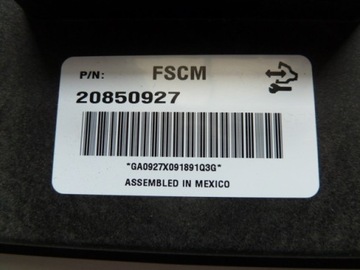 P/N: FSCM
20850927
"GA0927X091891Q3G"
ASSEMBLED IN MEXICO